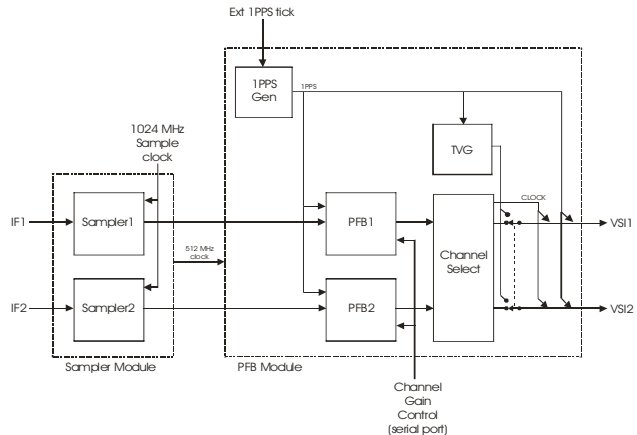 Ext 1PPS tick
1PPS
Gen
1PPS
1024 MHz
Sample
clock
TVG
CLOCK
IF1
Sampler1
PFB1
VSI1
512 MHz
clock
Channel
Select
IF2
Sampler2
PFB2
VSI2
Sampler Module
PFB Module
Channel
Gain
Control
(serial port)